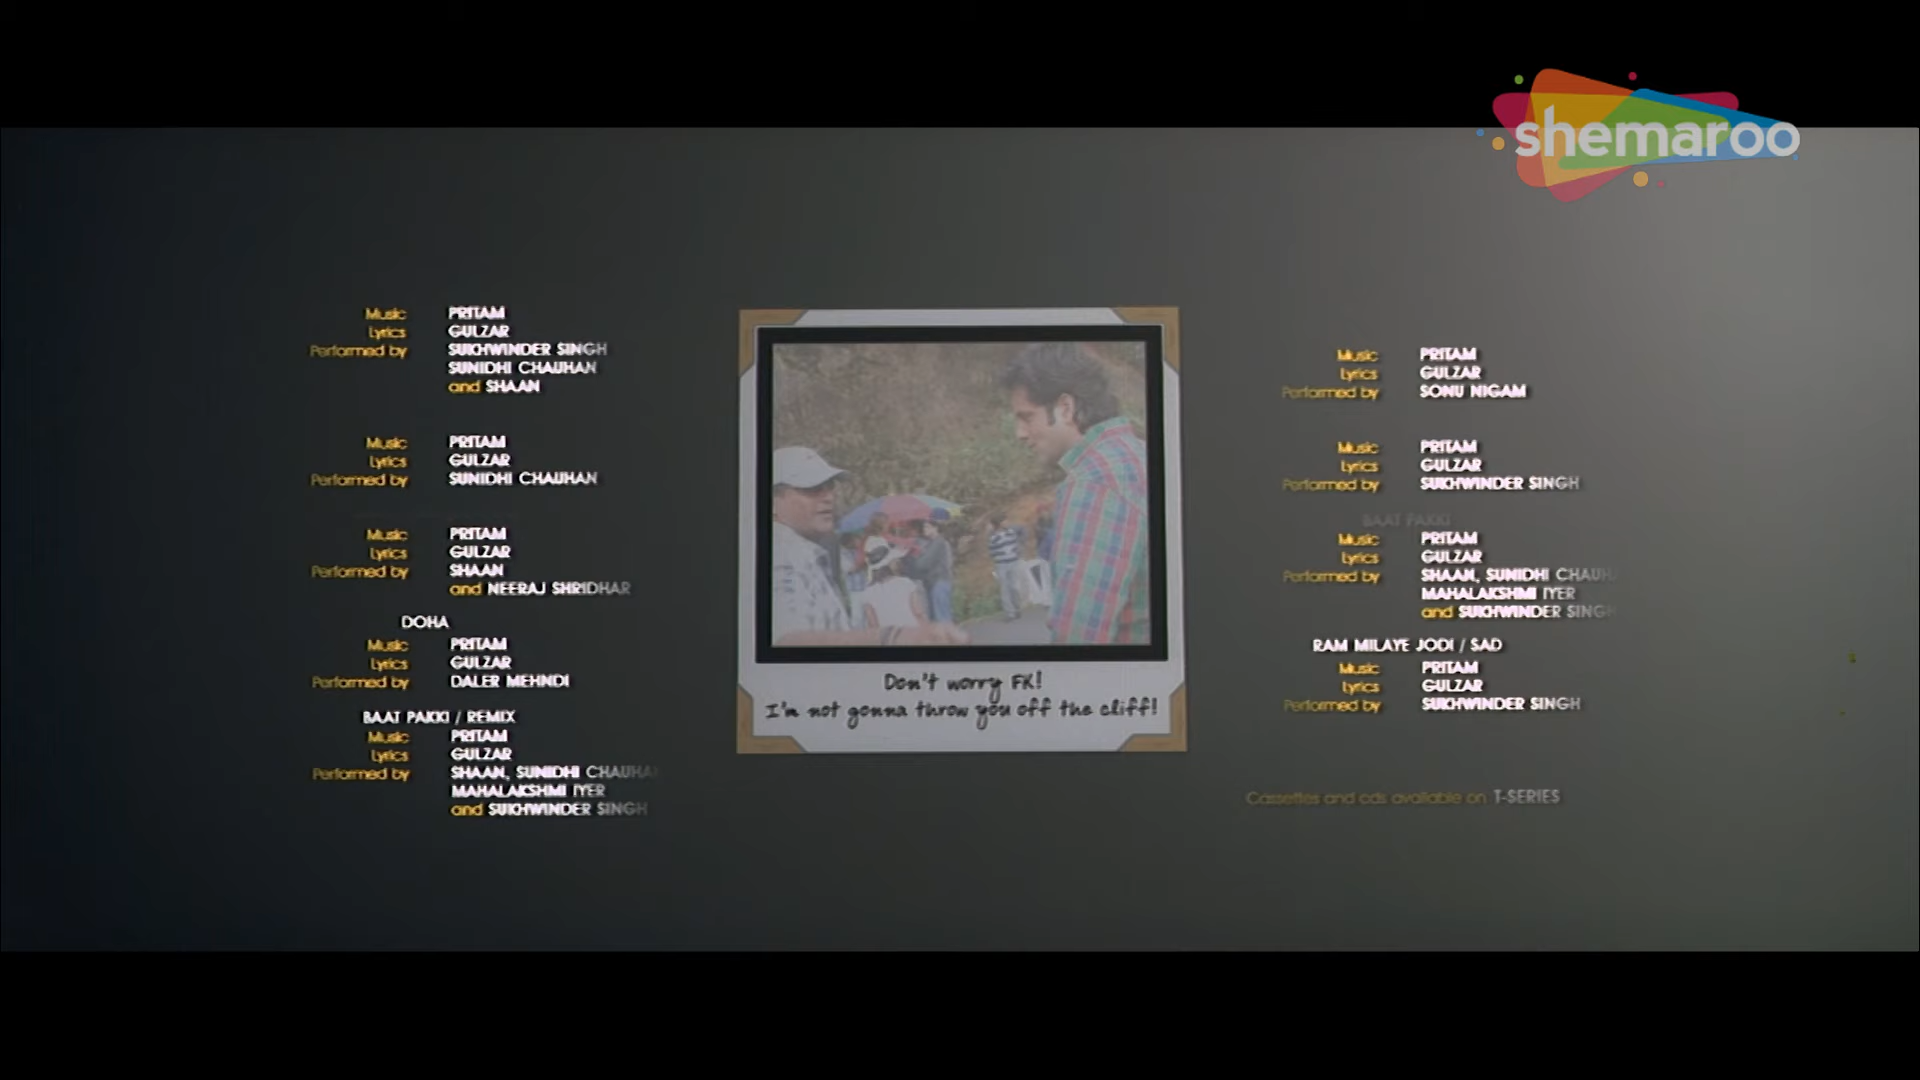 shemaroo
Music PRITAM
Lyrics GULZAR
Performed by SUKHWINDER SINGH
SUNIDHI CHAUHAN
and SHAAN
Music PRITAM
Lyrics GULZAR
Performed by SUNIDHI CHAUHAN
Music PRITAM
Lyrics GULZAR
Performed by SHAAN
and NEERAJ SHRIDHAR
DOHA
Music PRITAM
Lyrics GULZAR
Performed by DALER MEHNDI
BAAT PAKKI / REMIX
Music PRITAM
Lyrics GULZAR
Performed by SHAAN, SUNIDHI CHAUHAN
MAHALAKSHMI IYER
and SUKHWINDER SINGH
Don't worry FK!
I'm not gonna throw you off the cliff!
Music PRITAM
Lyrics GULZAR
Performed by SONU NIGAM
Music PRITAM
Lyrics GULZAR
Performed by SUKHWINDER SINGH
BAAT PAKKI
Music PRITAM
Lyrics GULZAR
Performed by SHAAN, SUNIDHI CHAUHAN
MAHALAKSHMI IYER
and SUKHWINDER SINGH
RAM MILAYE JODI / SAD
Music PRITAM
Lyrics GULZAR
Performed by SUKHWINDER SINGH
Cassettes and cds available on T-SERIES